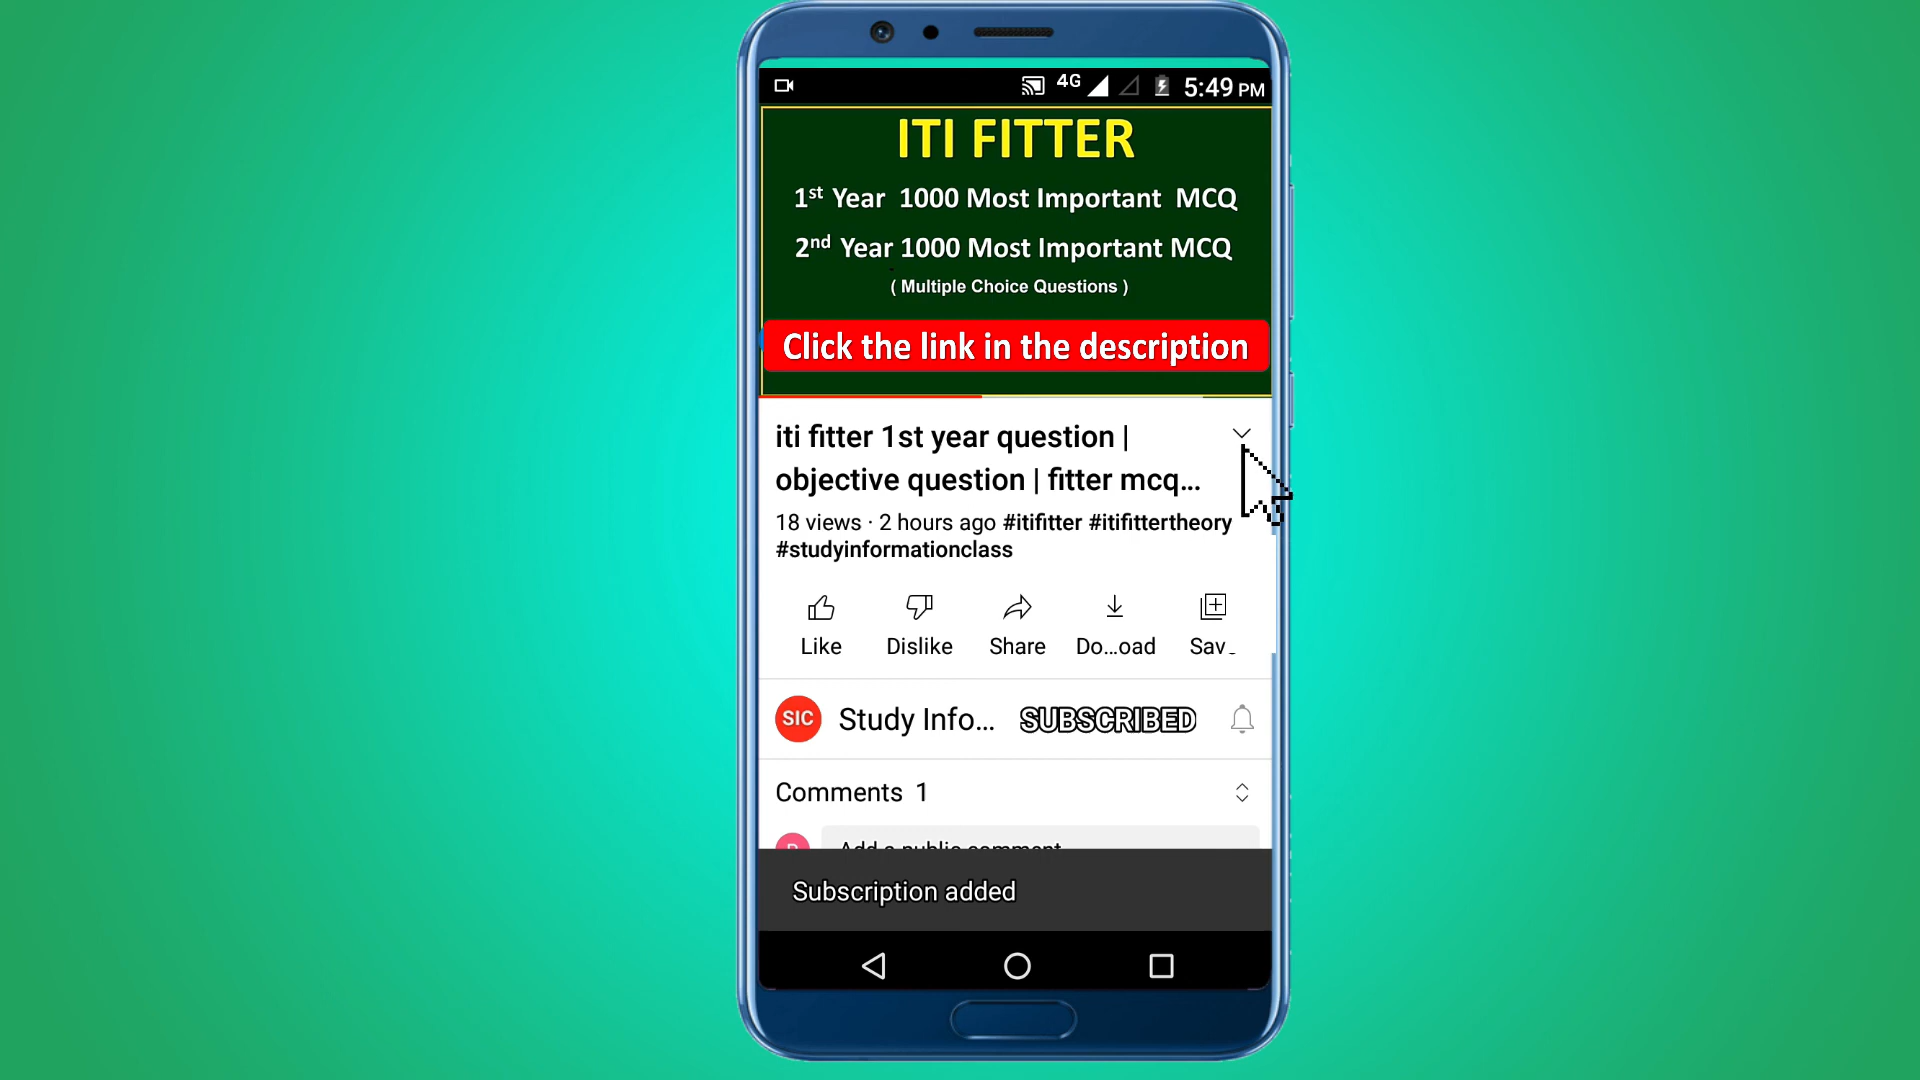 4G 5:49 PM
ITI FITTER
1st Year 1000 Most Important MCQ
2nd Year 1000 Most Important MCQ
( Multiple Choice Questions )
Click the link in the description
iti fitter 1st year question |
objective question | fitter mcq...
18 views · 2 hours ago #itifitter #itifittertheory
#studyinformationclass
Like Dislike Share Do...oad Sav
SIC Study Info... SUBSCRIBED
Comments 1
Add a public comment
Subscription added